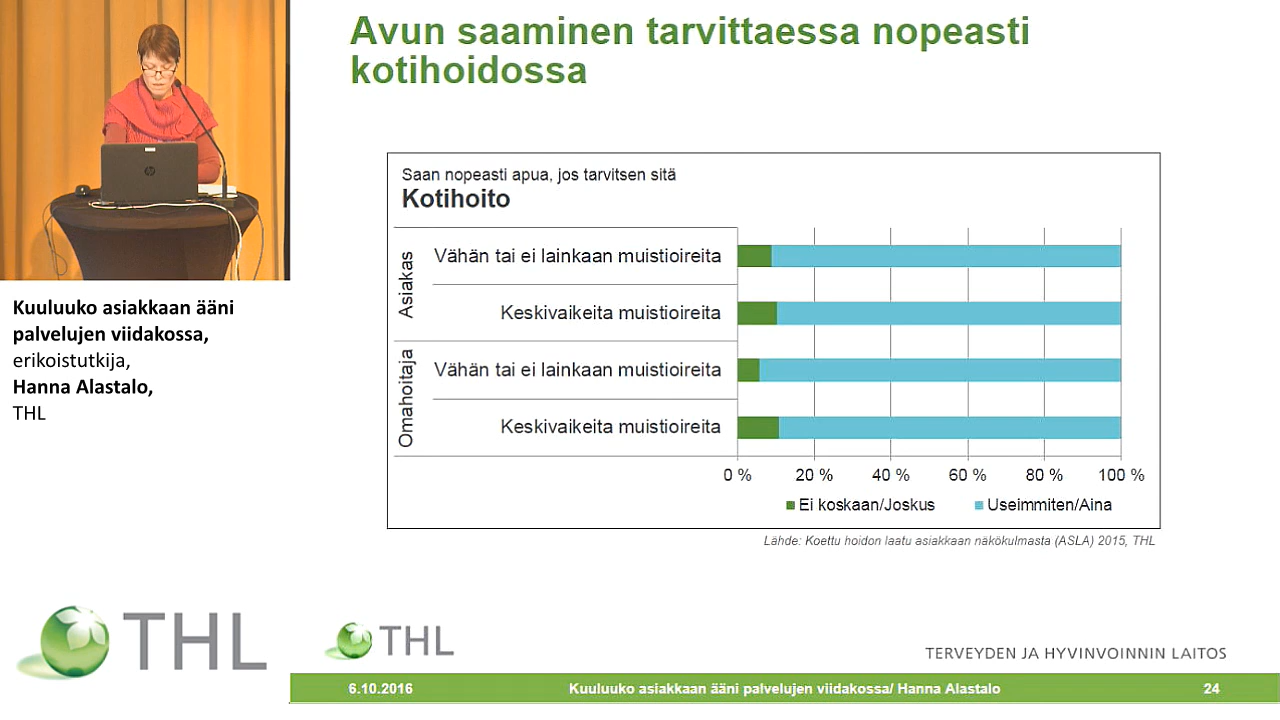 Avun saaminen tarvittaessa nopeasti
kotihoidossa
Kuuluuko asiakkaan ääni
palvelujen viidakossa,
erikoistutkija,
Hanna Alastalo,
THL
Saan nopeasti apua, jos tarvitsen sitä
Kotihoito
Asiakas
Vähän tai ei lainkaan muistioireita
Keskivaikeita muistioireita
Omahoitaja
Vähän tai ei lainkaan muistioireita
Keskivaikeita muistioireita
0 % 20 % 40 % 60 % 80 % 100 %
Ei koskaan/Joskus Useimmiten/Aina
Lähde: Koettu hoidon laatu asiakkaan näkökulmasta (ASLA) 2015, THL
THL
THL
TERVEYDEN JA HYVINVOINNIN LAITOS
6.10.2016 Kuuluuko asiakkaan ääni palvelujen viidakossa/ Hanna Alastalo 24